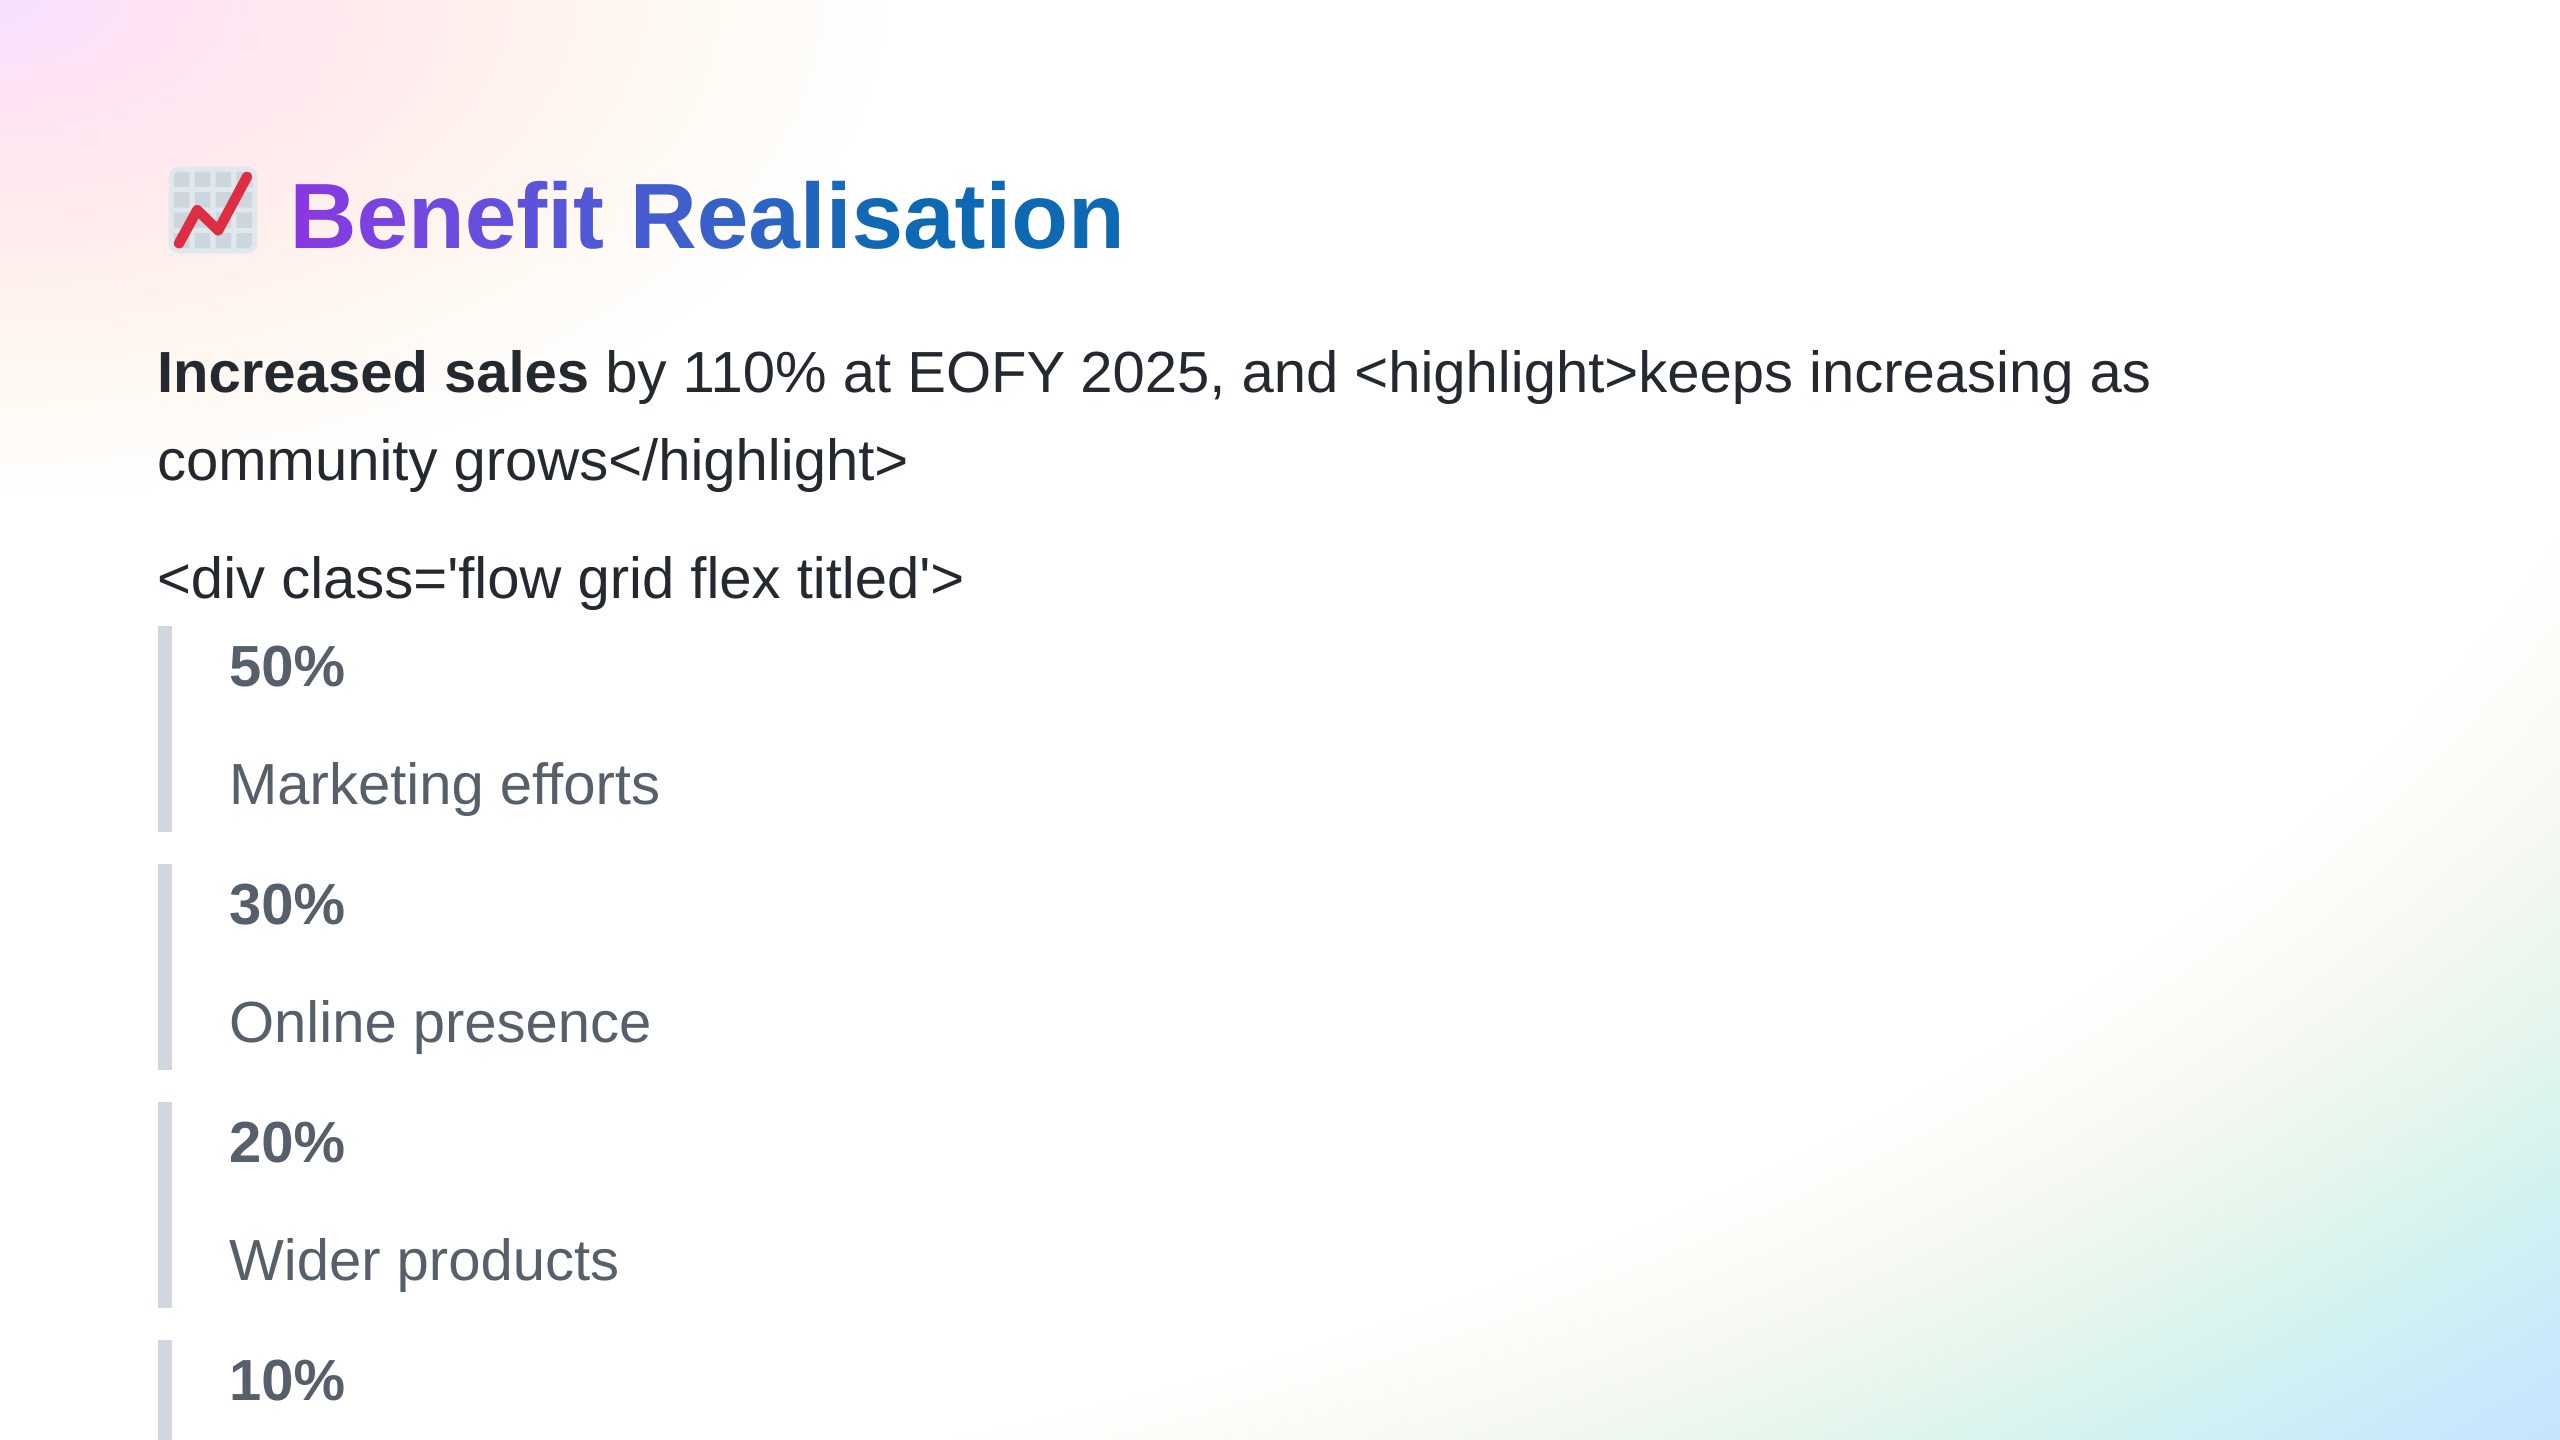 Benefit Realisation
Increased sales by 110% at EOFY 2025, and <highlight>keeps increasing as
community grows</highlight>
<div class='flow grid flex titled'>
50%
Marketing efforts
30%
Online presence
20%
Wider products
10%